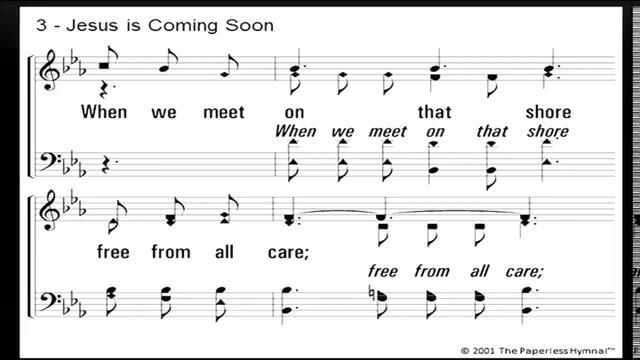 3 - Jesus is Coming Soon
When we meet on that shore
When we meet on that shore
free from all care;
free from all care;
© 2001 The Paperless Hymnal™